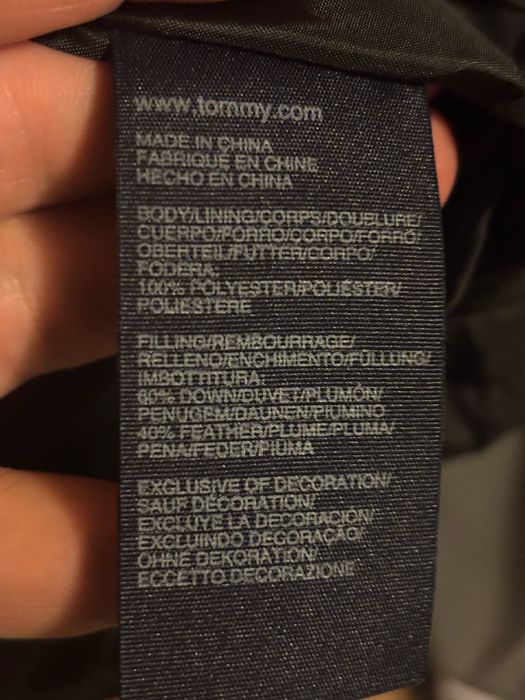 www.tommy.com
MADE IN CHINA
FABRIQUE EN CHINE
HECHO EN CHINA
BODY/LINING/CORPS/DOUBLURE/
CUERPO/FORRO/CORPO/FORRO/
OBERTEIL/FUTTER/CORPO/
FODERA:
100% POLYESTER/POLIÉSTER/
POLIESTERE
FILLING/REMBOURRAGE/
RELLENO/ENCHIMENTO/FÜLLUNG/
IMBOTTITURA:
60% DOWN/DUVET/PLUMÓN/
PENUGEM/DAUNEN/PIUMINO
40% FEATHER/PLUME/PLUMA/
PENA/FEDER/PIUMA
EXCLUSIVE OF DECORATION/
SAUF DÉCORATION/
EXCLUYE LA DECORACIÓN/
EXCLUINDO DECORAÇÃO/
OHNE DEKORATION/
ECCETTO DECORAZIONE